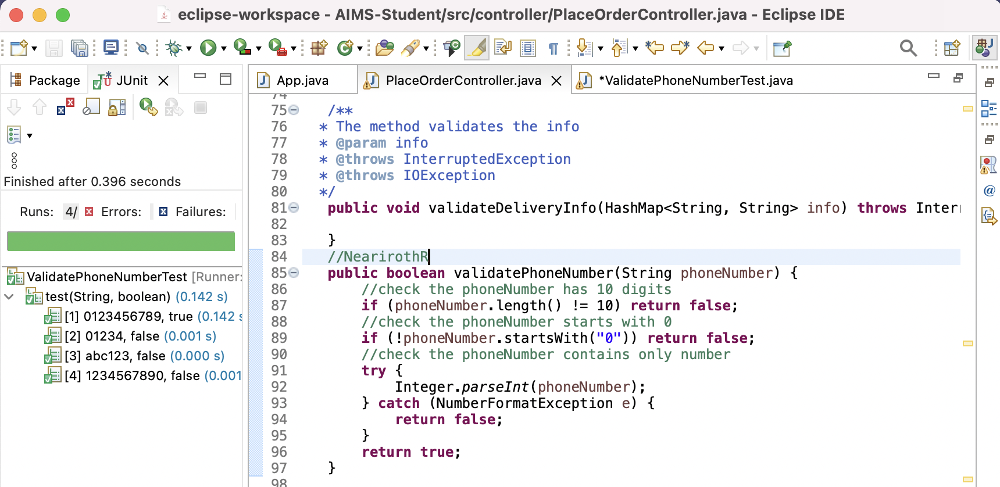 eclipse-workspace - AIMS-Student/src/controller/PlaceOrderController.java - Eclipse IDE
Package
JUnit
App.java
PlaceOrderController.java
*ValidatePhoneNumberTest.java
Finished after 0.396 seconds
Runs: 4/ Errors: Failures:
ValidatePhoneNumberTest [Runner:
test(String, boolean) (0.142 s)
[1] 0123456789, true (0.142 s
[2] 01234, false (0.001 s)
[3] abc123, false (0.000 s)
[4] 1234567890, false (0.001
74
75 /**
76 * The method validates the info
77 * @param info
78 * @throws InterruptedException
79 * @throws IOException
80 */
81 public void validateDeliveryInfo(HashMap<String, String> info) throws Inter
82
83 }
84 //NearirothR
85 public boolean validatePhoneNumber(String phoneNumber) {
86 //check the phoneNumber has 10 digits
87 if (phoneNumber.length() != 10) return false;
88 //check the phoneNumber starts with 0
89 if (!phoneNumber.startsWith("0")) return false;
90 //check the phoneNumber contains only number
91 try {
92 Integer.parseInt(phoneNumber);
93 } catch (NumberFormatException e) {
94 return false;
95 }
96 return true;
97 }
98